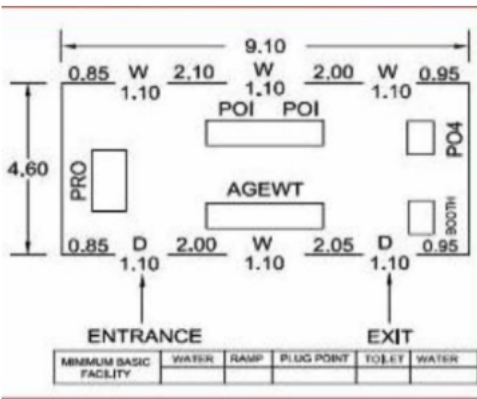 9.10
0.85 W 2.10 W 2.00 W 0.95
1.10 1.10 1.10
POI POI
PO4
4.60
PRO
AGEWT
BOOTH
0.85 D 2.00 W 2.05 D 0.95
1.10 1.10 1.10
ENTRANCE EXIT
MINIMUM BASIC FACILITY WATER RAMP PLUG POINT TOILET WATER